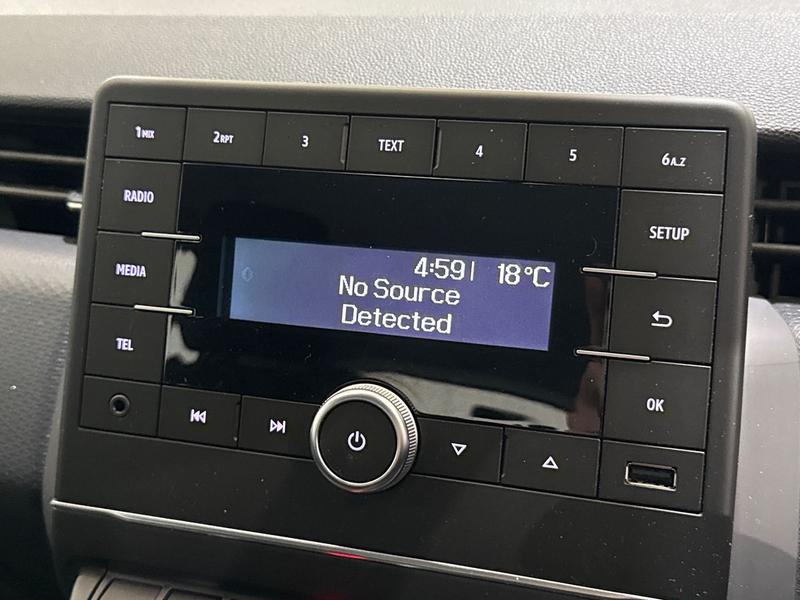 1MIX 2RPT 3 TEXT 4 5 6A..Z
RADIO
SETUP
MEDIA
4:59 18°C
No Source
Detected
TEL
OK